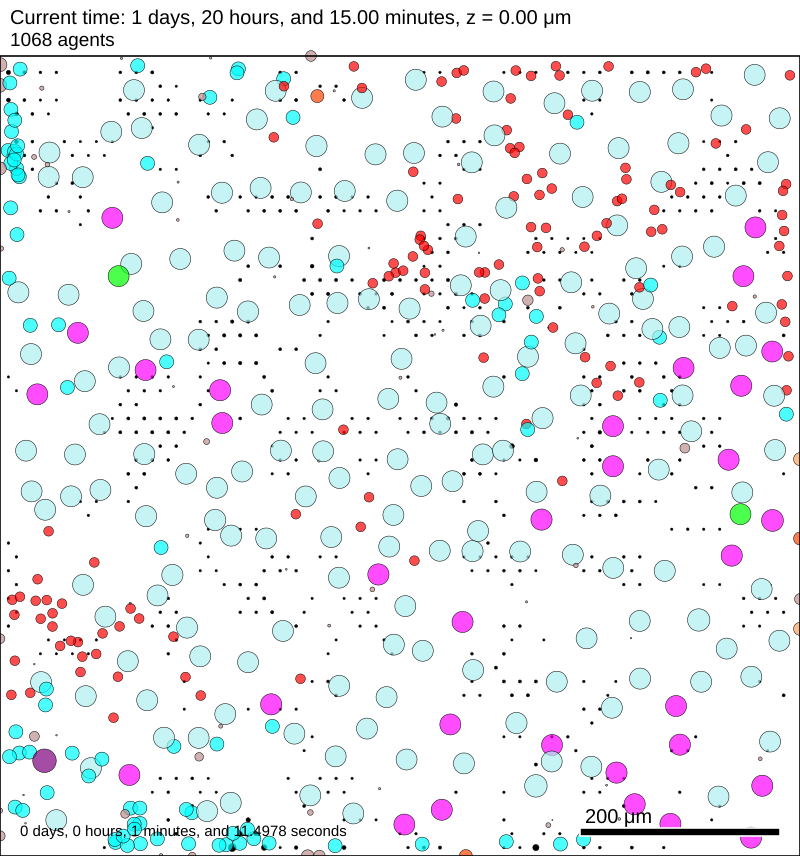 Current time: 1 days, 20 hours, and 15.00 minutes, z = 0.00 μm
1068 agents
200 μm
0 days, 0 hours, 1 minutes, and 11.4978 seconds